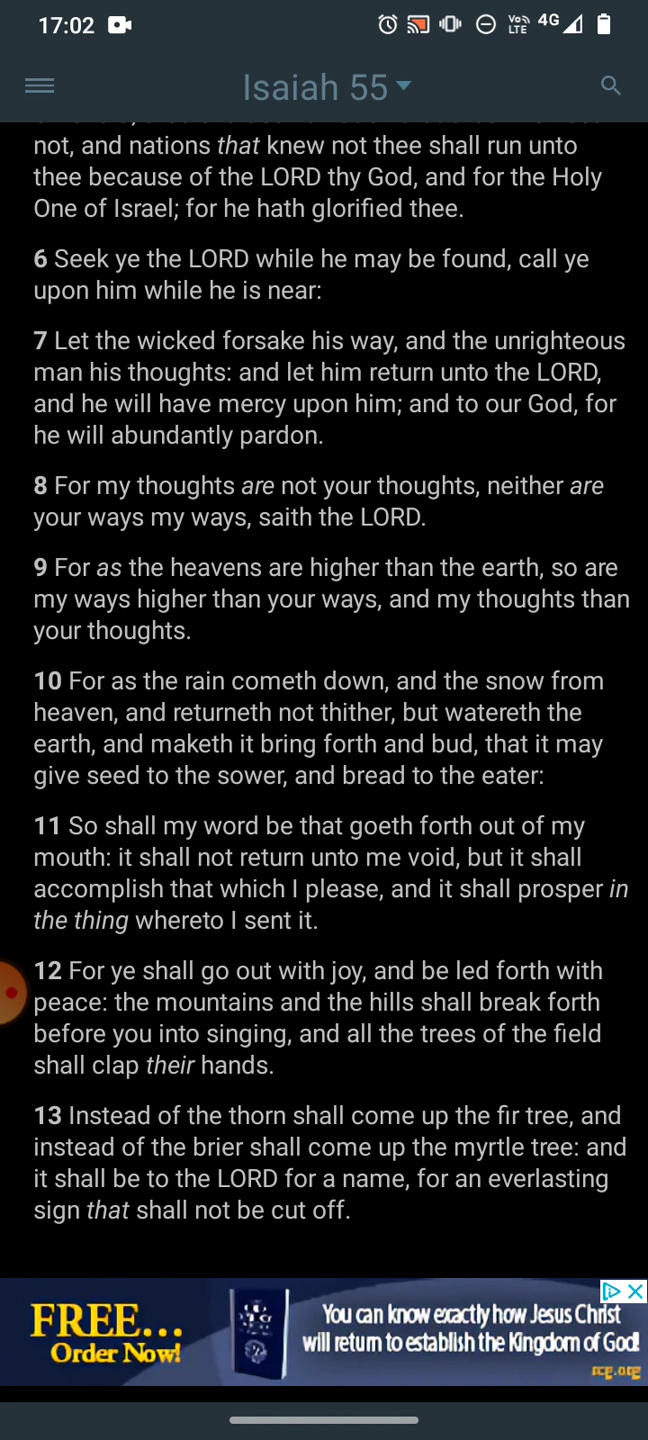 17:02
VoLTE 4G
Isaiah 55
not, and nations that knew not thee shall run unto
thee because of the LORD thy God, and for the Holy
One of Israel; for he hath glorified thee.
6 Seek ye the LORD while he may be found, call ye
upon him while he is near:
7 Let the wicked forsake his way, and the unrighteous
man his thoughts: and let him return unto the LORD,
and he will have mercy upon him; and to our God, for
he will abundantly pardon.
8 For my thoughts are not your thoughts, neither are
your ways my ways, saith the LORD.
9 For as the heavens are higher than the earth, so are
my ways higher than your ways, and my thoughts than
your thoughts.
10 For as the rain cometh down, and the snow from
heaven, and returneth not thither, but watereth the
earth, and maketh it bring forth and bud, that it may
give seed to the sower, and bread to the eater:
11 So shall my word be that goeth forth out of my
mouth: it shall not return unto me void, but it shall
accomplish that which I please, and it shall prosper in
the thing whereto I sent it.
12 For ye shall go out with joy, and be led forth with
peace: the mountains and the hills shall break forth
before you into singing, and all the trees of the field
shall clap their hands.
13 Instead of the thorn shall come up the fir tree, and
instead of the brier shall come up the myrtle tree: and
it shall be to the LORD for a name, for an everlasting
sign that shall not be cut off.
FREE...
Order Now!
You can know exactly how Jesus Christ
will return to establish the Kingdom of God!
rcg.org